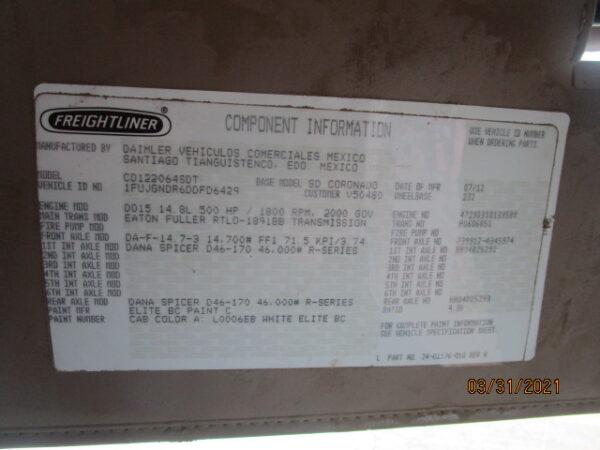 FREIGHTLINER
COMPONENT INFORMATION
USE VEHICLE ID NUMBER
WHEN ORDERING PARTS.
MANUFACTURED BY DAIMLER VEHICULOS COMERCIALES MEXICO
SANTIAGO TIANGUISTENCO, EDO. MEXICO
MODEL CD122064SDT BASE MODEL SD CORONADO DATE OF MFR 07/12
VEHICLE ID NO 1FUJGNDR6DDFD6429 CUSTOMER V50480 WHEELBASE 232
ENGINE MOD DD15 14.8L 500 HP / 1800 RPM, 2000 GOV ENGINE NO
MAIN TRANS MOD EATON FULLER RTLO-18918B TRANSMISSION TRANS NO
FIRE PUMP MOD FIRE PUMP NO
FRONT AXLE MOD DA-F-14.7-3 14,700# FF1 71.5 KPI/3.74 FRONT AXLE NO
1ST INT AXLE MOD DANA SPICER D46-170 46,000# R-SERIES 1ST INT AXLE NO
2ND INT AXLE MOD 2ND INT AXLE NO
3RD INT AXLE MOD 3RD INT AXLE NO
4TH INT AXLE MOD 4TH INT AXLE NO
5TH INT AXLE MOD 5TH INT AXLE NO
6TH INT AXLE MOD 6TH INT AXLE NO
REAR AXLE MOD DANA SPICER D46-170 46,000# R-SERIES REAR AXLE NO
PAINT MFR ELITE BC PAINT C RATIO
PAINT NUMBER CAB COLOR A: L0006EB WHITE ELITE BC
FOR COMPLETE PAINT INFORMATION
SEE VEHICLE SPECIFICATION SHEET.
PART NO.
03/31/2021